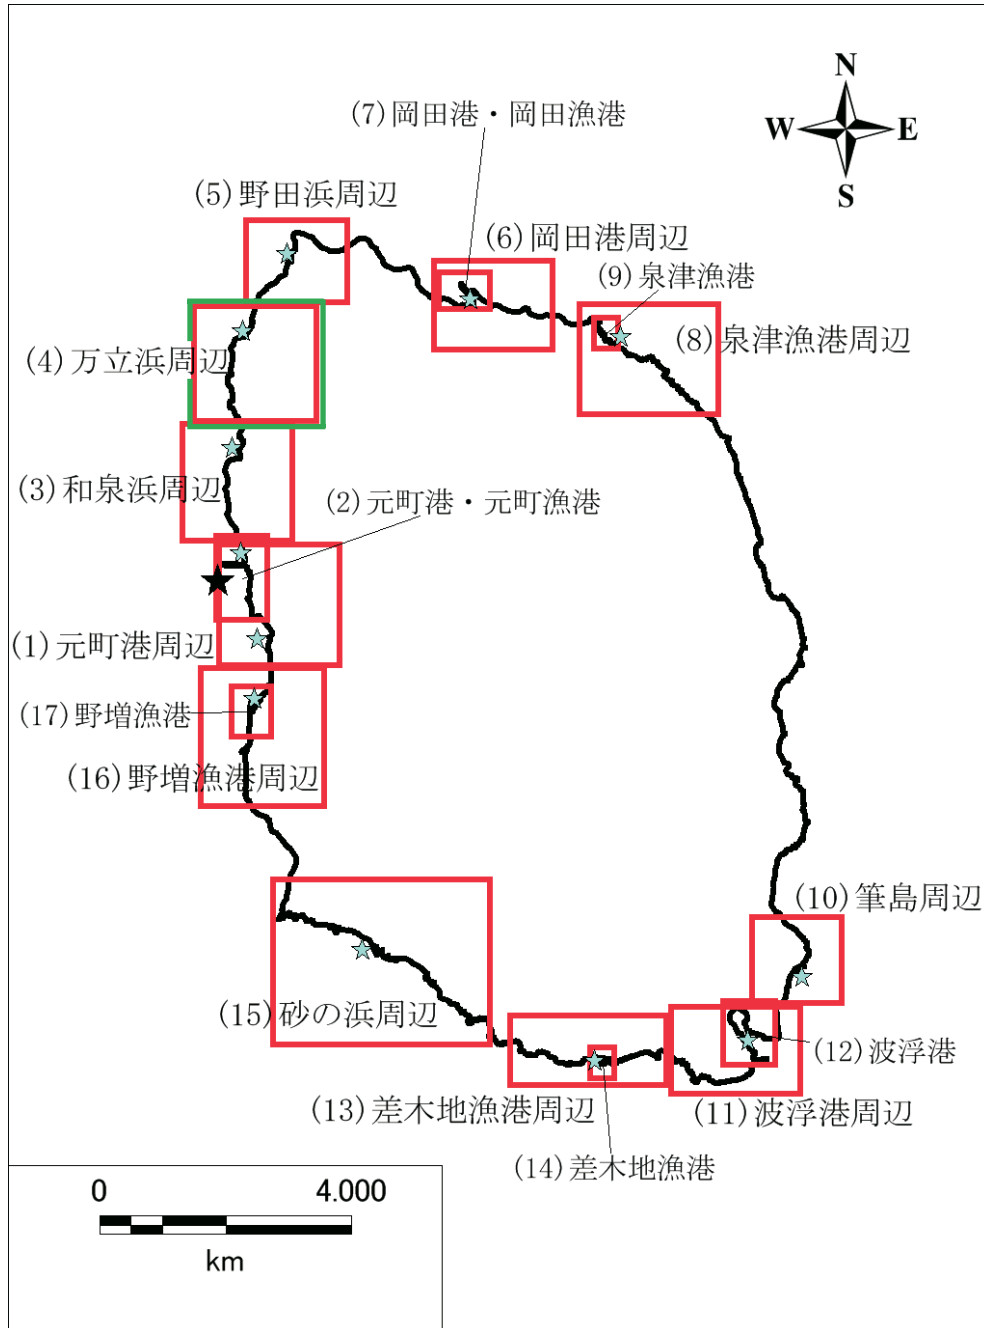 N
(7)岡田港・岡田漁港
W
E
S
(5)野田浜周辺
(6)岡田港周辺
(9)泉津漁港
(8)泉津漁港周辺
(4)万立浜周辺
(3)和泉浜周辺
(2)元町港・元町漁港
(1)元町港周辺
(17)野増漁港
(16)野増漁港周辺
(10)筆島周辺
(15)砂の浜周辺
(12)波浮港
(13)差木地漁港周辺
(11)波浮港周辺
(14)差木地漁港
0
4.000
km